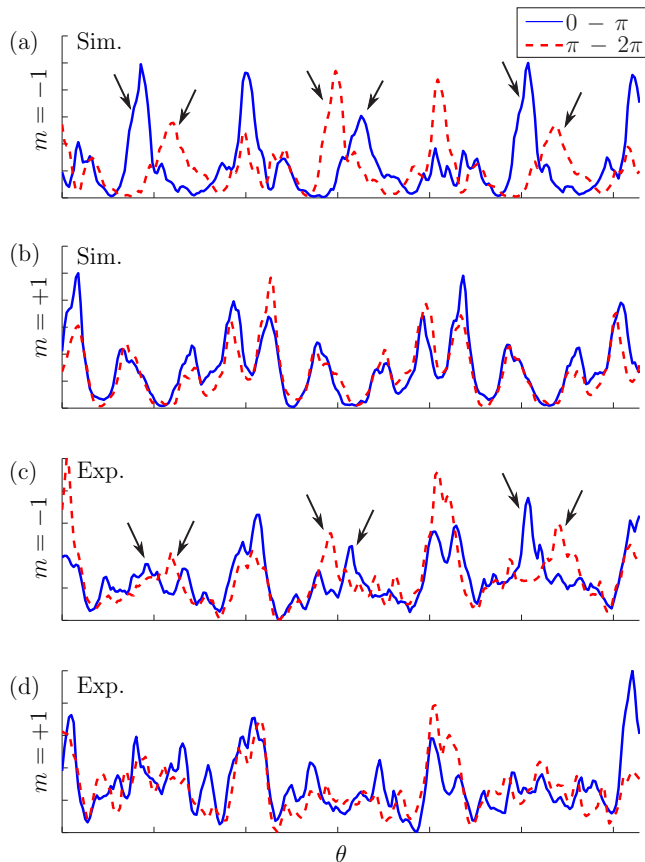 0 − π
π − 2π
(a)
Sim.
m = −1
(b)
Sim.
m = +1
(c)
Exp.
m = −1
(d)
Exp.
m = +1
θ